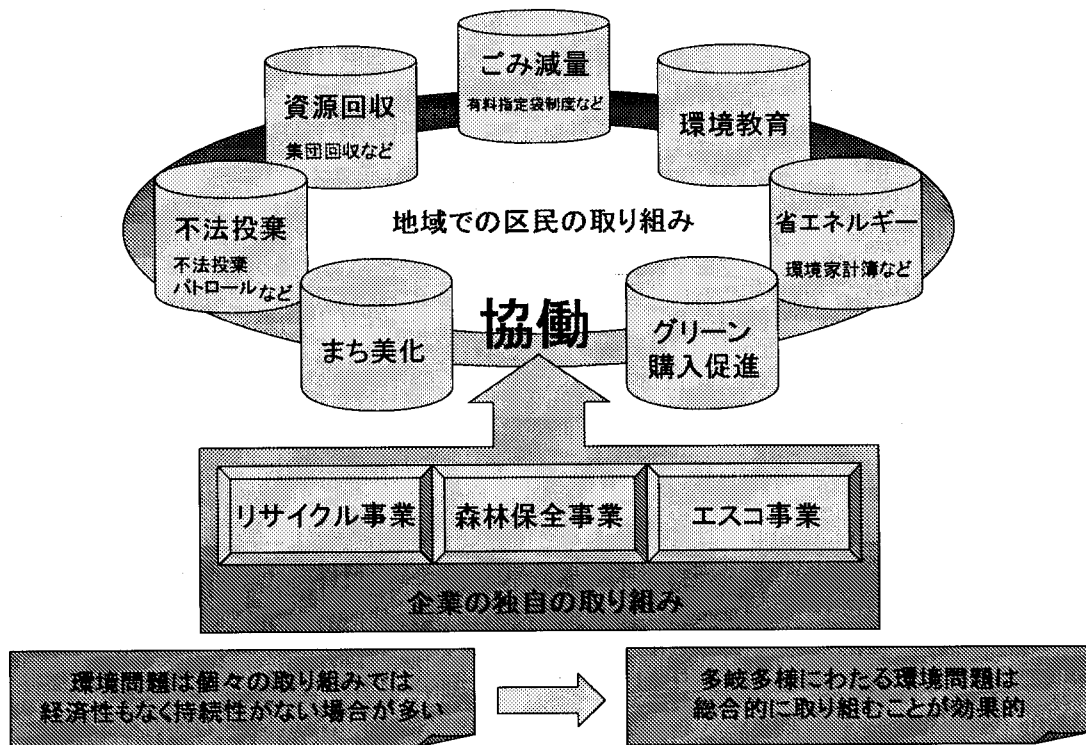 ごみ減量
有料指定袋制度など
資源回収
集団回収など
環境教育
不法投棄
不法投棄
パトロールなど
地域での区民の取り組み
省エネルギー
環境家計簿など
まち美化
協働
グリーン
購入促進
リサイクル事業
森林保全事業
エスコ事業
企業の独自の取り組み
環境問題は個々の取り組みでは
経済性もなく持続性がない場合が多い
多岐多様にわたる環境問題は
総合的に取り組むことが効果的